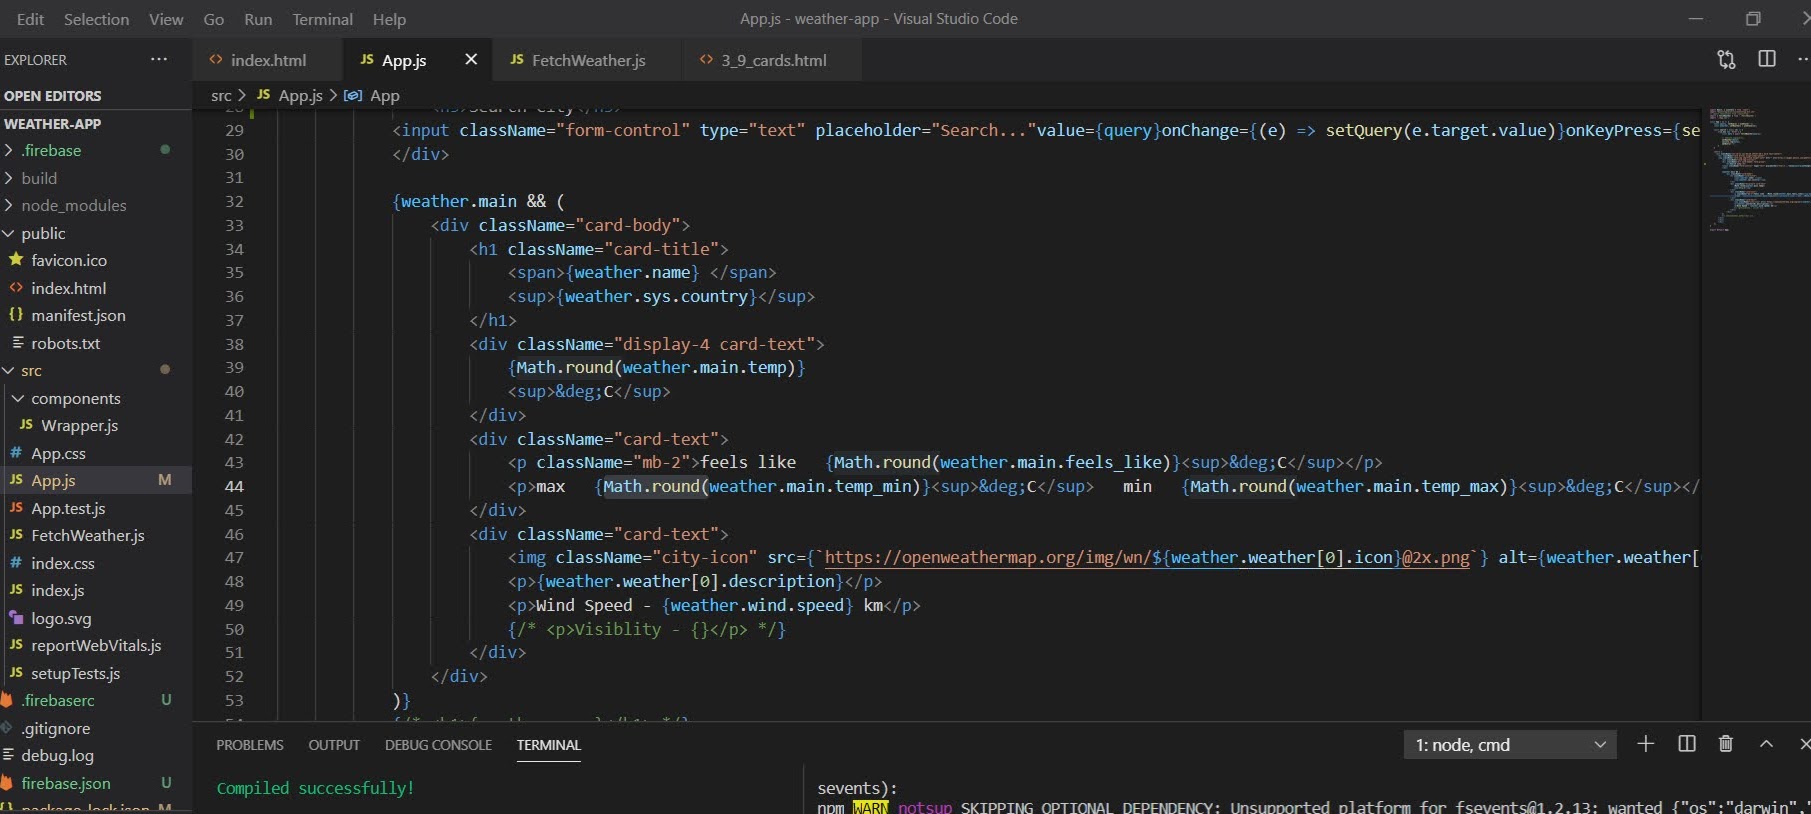 Edit Selection View Go Run Terminal Help App.js - weather-app - Visual Studio Code
EXPLORER ··· index.html JS App.js JS FetchWeather.js 3_9_cards.html
OPEN EDITORS
src > JS App.js > App
WEATHER-APP
.firebase
build
node_modules
public
favicon.ico
index.html
{} manifest.json
robots.txt
src
components
JS Wrapper.js
# App.css
JS App.js M
JS App.test.js
JS FetchWeather.js
# index.css
JS index.js
logo.svg
JS reportWebVitals.js
JS setupTests.js
.firebaserc U
.gitignore
debug.log
firebase.json U
{} package-lock.json M
29 <input className="form-control" type="text" placeholder="Search..."value={query}onChange={(e) => setQuery(e.target.value)}onKeyPress={se
30 </div>
31
32 {weather.main && (
33 <div className="card-body">
34 <h1 className="card-title">
35 <span>{weather.name} </span>
36 <sup>{weather.sys.country}</sup>
37 </h1>
38 <div className="display-4 card-text">
39 {Math.round(weather.main.temp)}
40 <sup>&deg;C</sup>
41 </div>
42 <div className="card-text">
43 <p className="mb-2">feels like {Math.round(weather.main.feels_like)}<sup>&deg;C</sup></p>
44 <p>max {Math.round(weather.main.temp_min)}<sup>&deg;C</sup> min {Math.round(weather.main.temp_max)}<sup>&deg;C</sup></
45 </div>
46 <div className="card-text">
47 <img className="city-icon" src={`https://openweathermap.org/img/wn/${weather.weather[0].icon}@2x.png`} alt={weather.weather[
48 <p>{weather.weather[0].description}</p>
49 <p>Wind Speed - {weather.wind.speed} km</p>
50 {/* <p>Visiblity - {}</p> */}
51 </div>
52 </div>
53 )}
PROBLEMS OUTPUT DEBUG CONSOLE TERMINAL 1: node, cmd
Compiled successfully!
sevents):
npm WARN notsup SKIPPING OPTIONAL DEPENDENCY: Unsupported platform for fsevents@1.2.13: wanted {"os":"darwin",